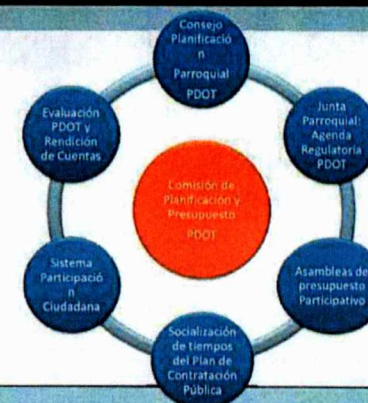 Consejo
Planificació
n
Parroquial
PDOT
Junta
Parroquial:
Agenda
Regulatoria
PDOT
Asambleas de
presupuesto
Participativo
Socialización
de tiempos
del Plan de
Contratación
Pública
Sistema
Participació
n
Ciudadana
Evaluación
PDOT y
Rendición
de Cuentas
Comisión de
Planificación y
Presupuesto
PDOT